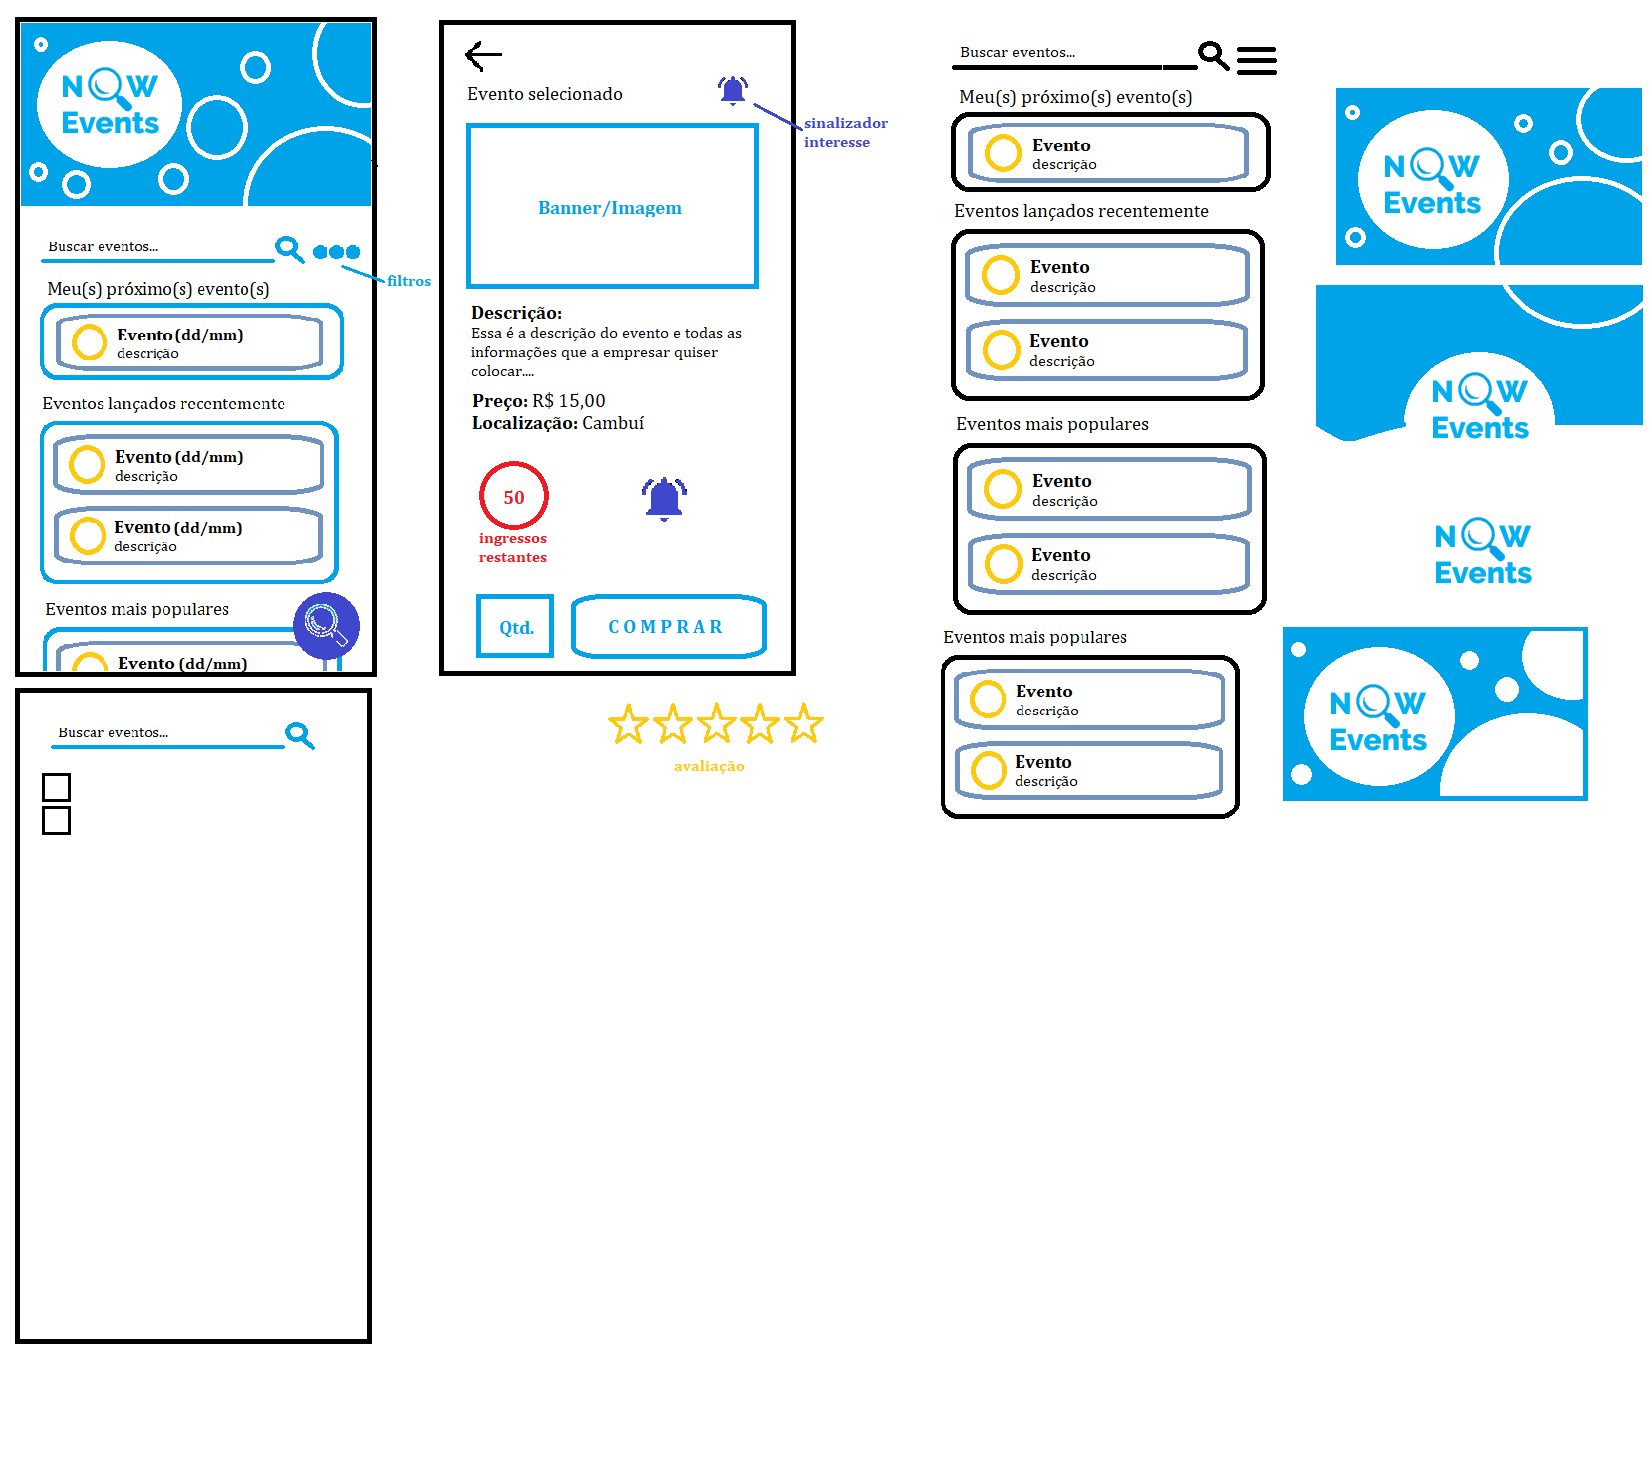 NOW
Events
Buscar eventos...
filtros
Meu(s) próximo(s) evento(s)
Evento (dd/mm)
descrição
Eventos lançados recentemente
Evento (dd/mm)
descrição
Evento (dd/mm)
descrição
Eventos mais populares
Evento (dd/mm)
Buscar eventos...
Evento selecionado
sinalizador
interesse
Banner/Imagem
Descrição:
Essa é a descrição do evento e todas as
informações que a empresar quiser
colocar....
Preço: R$ 15,00
Localização: Cambuí
50
ingressos
restantes
Qtd.
COMPRAR
avaliação
Buscar eventos...
Meu(s) próximo(s) evento(s)
Evento
descrição
Eventos lançados recentemente
Evento
descrição
Evento
descrição
Eventos mais populares
Evento
descrição
Evento
descrição
Eventos mais populares
Evento
descrição
Evento
descrição
NOW
Events
NOW
Events
NOW
Events
NOW
Events